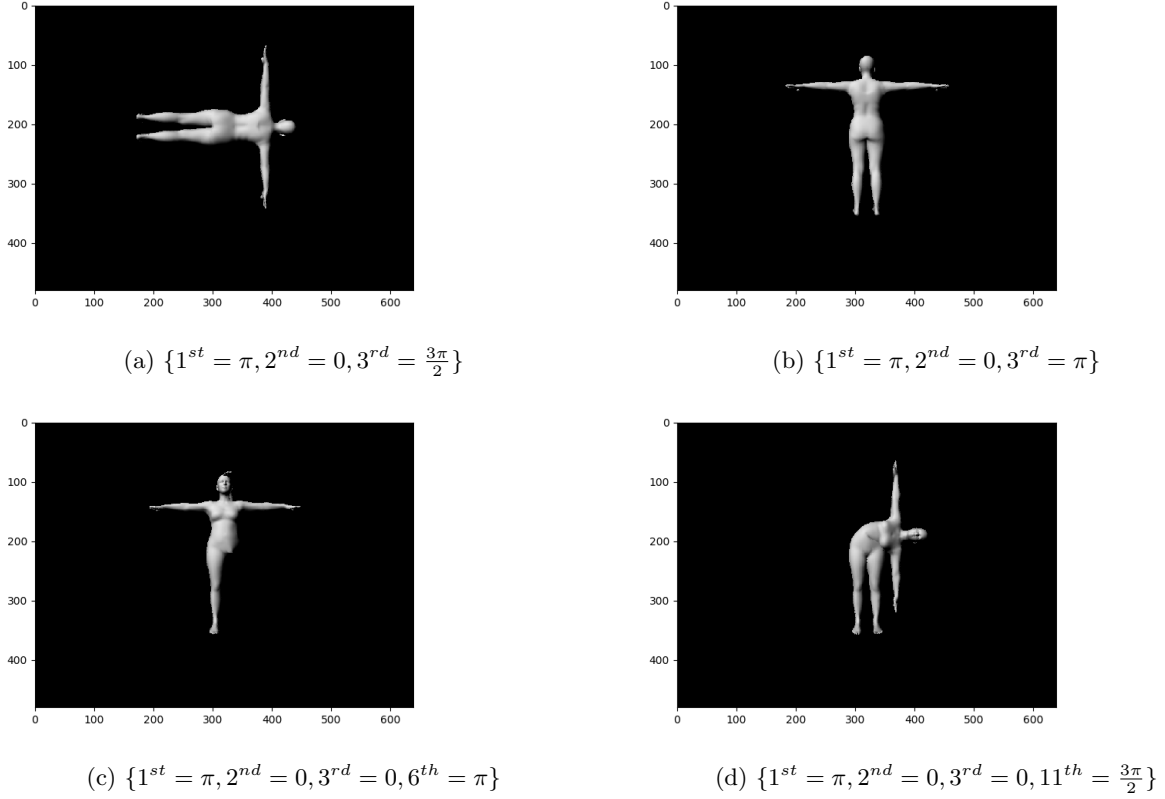 0
100
200
300
400
0 100 200 300 400 500 600
(a) {1^{st} = π, 2^{nd} = 0, 3^{rd} = \frac{3π}{2}}
0
100
200
300
400
0 100 200 300 400 500 600
(b) {1^{st} = π, 2^{nd} = 0, 3^{rd} = π}
0
100
200
300
400
0 100 200 300 400 500 600
(c) {1^{st} = π, 2^{nd} = 0, 3^{rd} = 0, 6^{th} = π}
0
100
200
300
400
0 100 200 300 400 500 600
(d) {1^{st} = π, 2^{nd} = 0, 3^{rd} = 0, 11^{th} = \frac{3π}{2}}